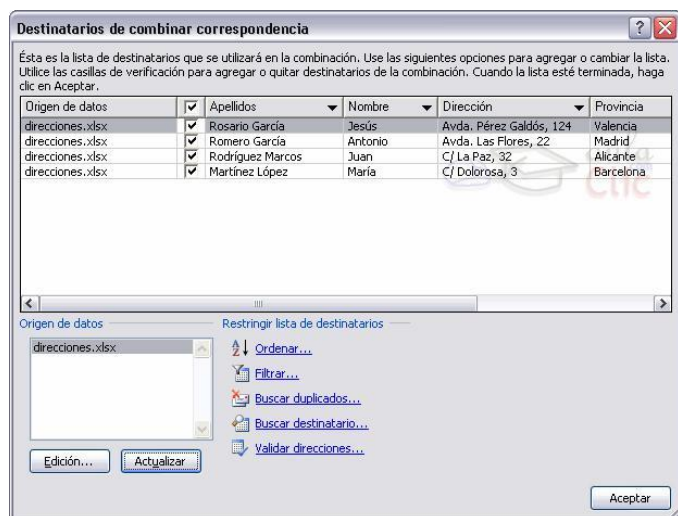 Destinatarios de combinar correspondencia
Ésta es la lista de destinatarios que se utilizará en la combinación. Use las siguientes opciones para agregar o cambiar la lista.
Utilice las casillas de verificación para agregar o quitar destinatarios de la combinación. Cuando la lista esté terminada, haga
clic en Aceptar.
Origen de datos Apellidos Nombre Dirección Provincia
direcciones.xlsx Rosario García Jesús Avda. Pérez Galdós, 124 Valencia
direcciones.xlsx Romero García Antonio Avda. Las Flores, 22 Madrid
direcciones.xlsx Rodríguez Marcos Juan C/ La Paz, 32 Alicante
direcciones.xlsx Martínez López María C/ Dolorosa, 3 Barcelona
aula
Clic
Origen de datos
direcciones.xlsx
Edición...
Actualizar
Restringir lista de destinatarios
Ordenar...
Filtrar...
Buscar duplicados...
Buscar destinatario...
Validar direcciones...
Aceptar